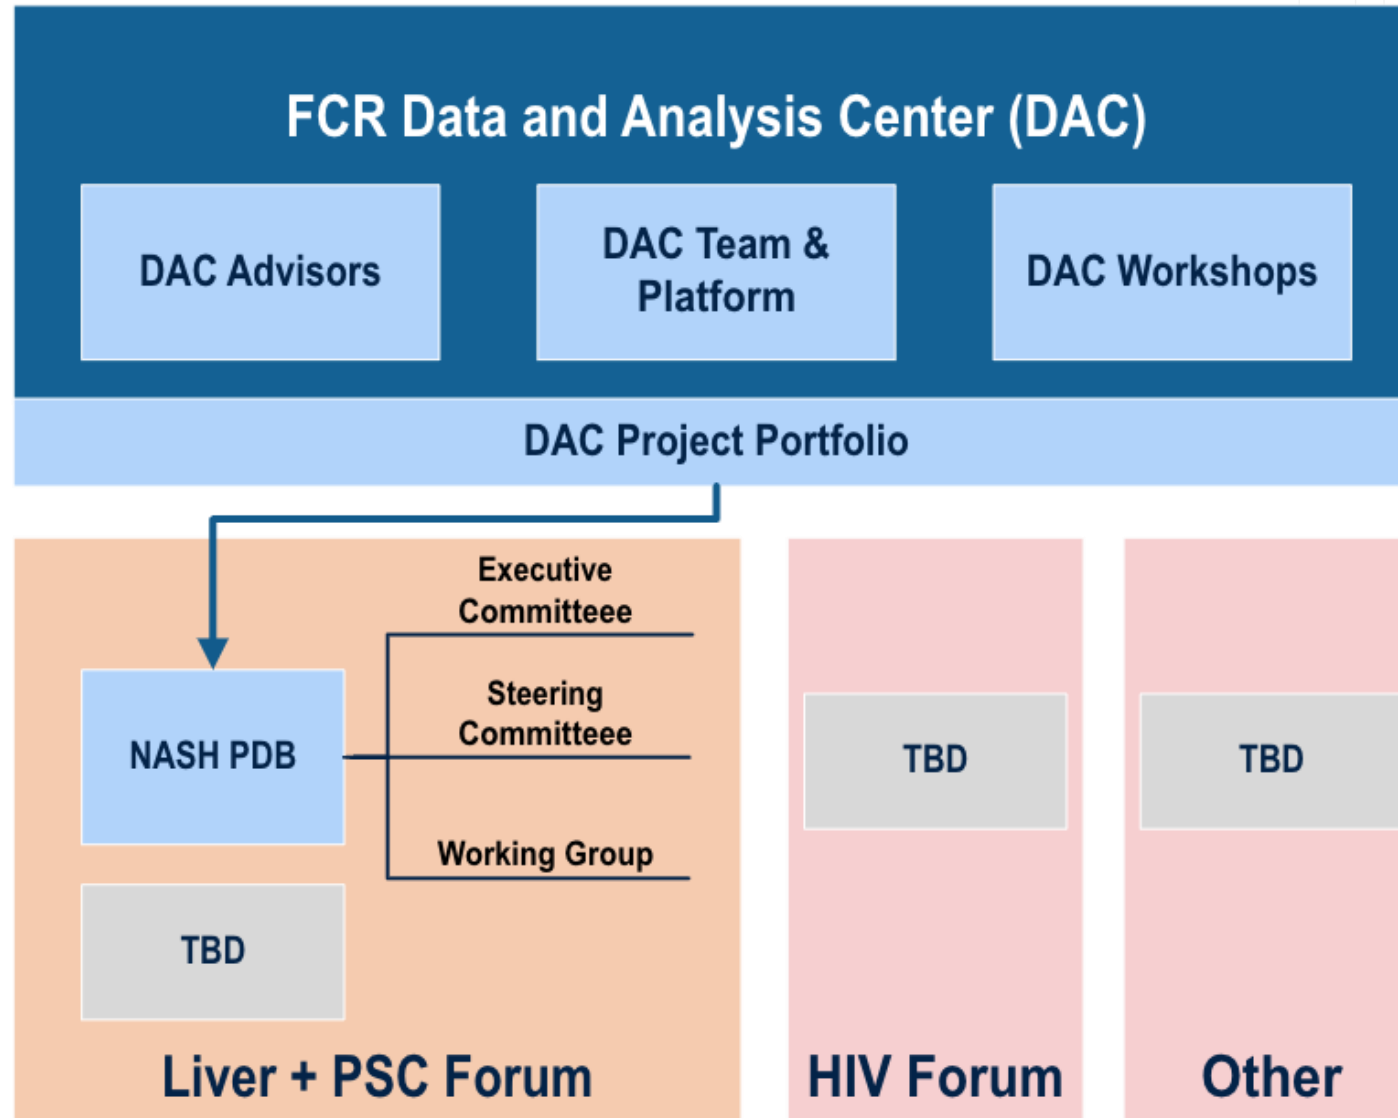 FCR Data and Analysis Center (DAC)
DAC Advisors
DAC Team &
Platform
DAC Workshops
DAC Project Portfolio
Executive
Committeee
Steering
Committeee
Working Group
NASH PDB
TBD
Liver + PSC Forum
TBD
HIV Forum
TBD
Other